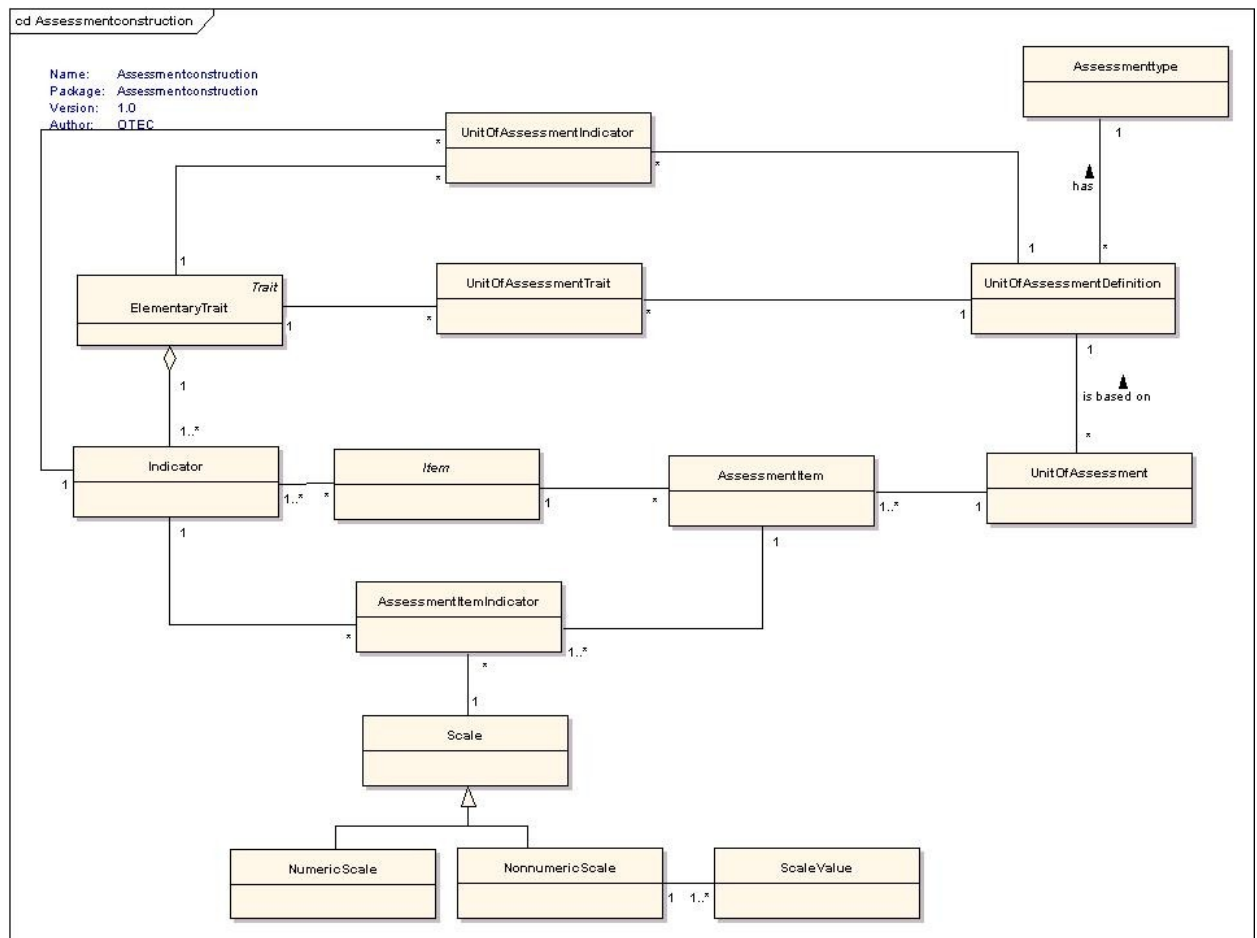 cd Assessmentconstruction
Name: Assessmentconstruction
Package: Assessmentconstruction
Version: 1.0
Author: OTEC
Assessmenttype
1
UnitOfAssessmentIndicator
*
*
*
has
1
1
*
Trait
ElementaryTrait
1
UnitOfAssessmentTrait
*
*
UnitOfAssessmentDefinition
1
1
1
is based on
1..*
*
Indicator
1
1..*
1
Item
*
1
AssessmentItem
*
1..*
1
UnitOfAssessment
1
AssessmentItemIndicator
*
1..*
*
1
Scale
NumericScale
NonnumericScale
1
1..*
ScaleValue